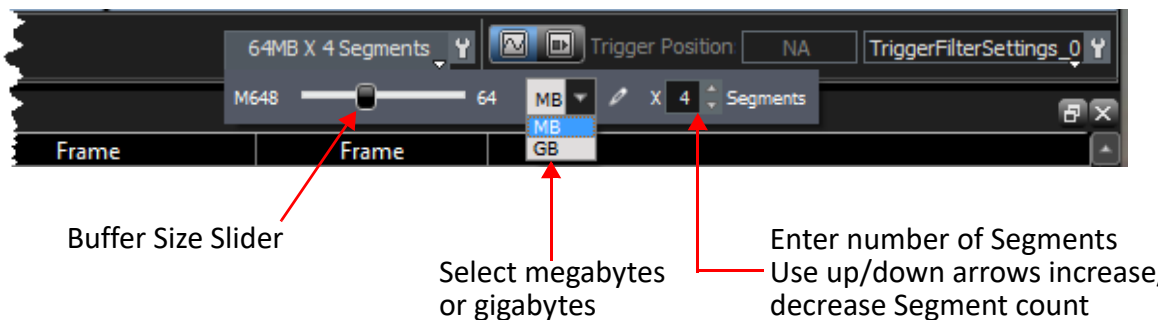 64MB X 4 Segments Trigger Position: NA TriggerFilterSettings_0
M648 64 MB X 4 Segments
MB
GB
Frame Frame
Buffer Size Slider
Select megabytes
or gigabytes
Enter number of Segments
Use up/down arrows increase/
decrease Segment count